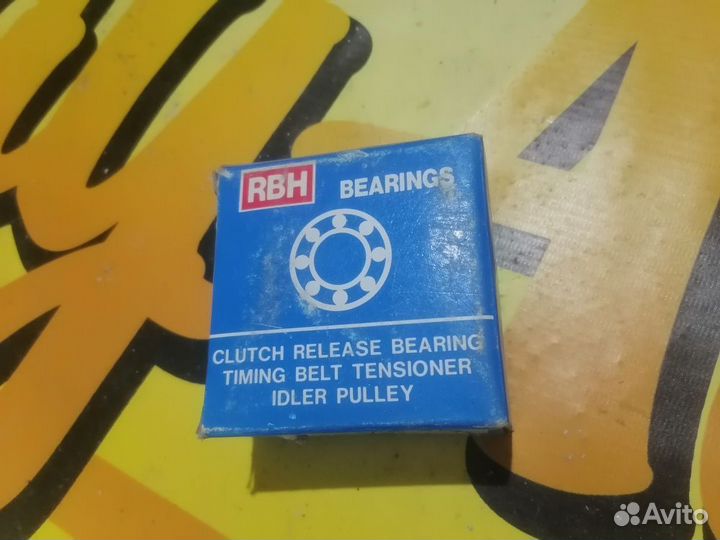 RBH BEARINGS
CLUTCH RELEASE BEARING
TIMING BELT TENSIONER
IDLER PULLEY
Avito